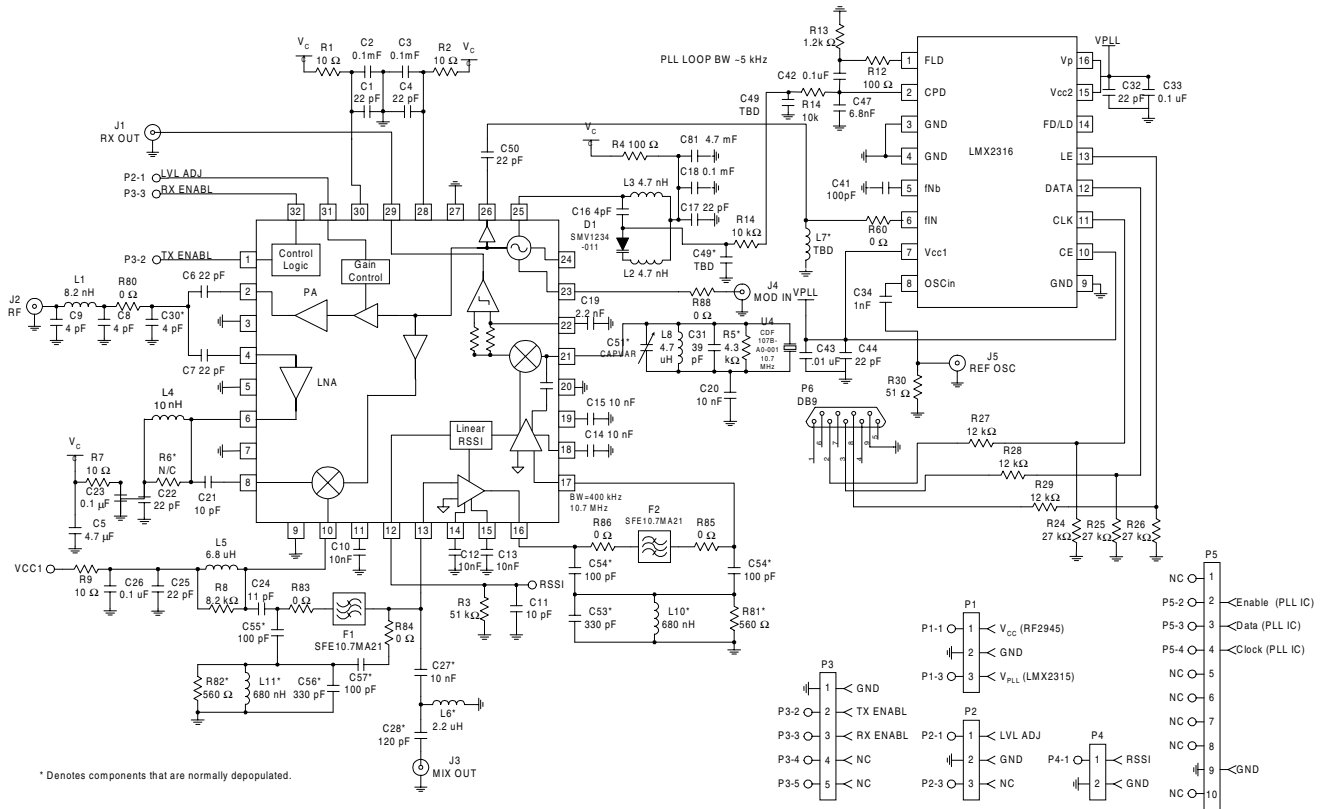 V_C
R1
10 Ω
C2
0.1mF
C3
0.1mF
R2
10 Ω
V_C
C1
22 pF
C4
22 pF
J1
RX OUT
P2-1 LVL ADJ
P3-3 RX ENABL
P3-2 TX ENABL
32
31
30
29
28
27
26
25
C50
22 pF
PLL LOOP BW ~5 kHz
R13
1.2k Ω
C42 0.1uF
R12
100 Ω
C49
TBD
R14
10k
C47
6.8nF
V_C
R4 100 Ω
C81 4.7 mF
C18 0.1 mF
C17 22 pF
L3 4.7 nH
C16 4pF
D1
SMV1234
-011
L2 4.7 nH
R14
10 kΩ
C49*
TBD
L7*
TBD
C41
100pF
R60
0 Ω
C34
1nF
LMX2316
1 FLD
2 CPD
3 GND
4 GND
5 fNb
6 fIN
7 Vcc1
8 OSCin
Vp 16
Vcc2 15
FD/LD 14
LE 13
DATA 12
CLK 11
CE 10
GND 9
VPLL
C32
22 pF
C33
0.1 uF
J2
RF
L1
8.2 nH
R80
0 Ω
C9
4 pF
C8
4 pF
C30*
4 pF
C6 22 pF
C7 22 pF
1
2
3
4
5
6
7
8
Control
Logic
Gain
Control
PA
LNA
Linear
RSSI
24
23
22
21
20
19
18
17
R88
0 Ω
J4
MOD IN
VPLL
C19
2.2 nF
C51*
CAPVAR
L8
4.7
uH
C31
39
pF
R5*
4.3
kΩ
U4
CDF
107B-
A0-001
10.7
MHz
C20
10 nF
C15 10 nF
C14 10 nF
C43
.01 uF
C44
22 pF
R30
51 Ω
J5
REF OSC
P6
DB9
1
6
2
7
3
8
4
9
5
R27
12 kΩ
R28
12 kΩ
R29
12 kΩ
R24
27 kΩ
R25
27 kΩ
R26
27 kΩ
L4
10nH
V_C
R7
10 Ω
R6*
N/C
C23
0.1 µF
C22
22 pF
C21
10 pF
C5
4.7 µF
9
10
11
12
13
14
15
16
BW=400 kHz
10.7 MHz
F2
SFE10.7MA21
R86
0 Ω
R85
0 Ω
VCC1
R9
10 Ω
C26
0.1 uF
C25
22 pF
L5
6.8 uH
R8
8.2 kΩ
C24
11 pF
R83
0Ω
F1
SFE10.7MA21
R84
0 Ω
C10
10nF
C12
10nF
C13
10nF
RSSI
R3
51 kΩ
C11
10 pF
C54*
100 pF
C54*
100 pF
C53*
330 pF
L10*
680 nH
R81*
560 Ω
C55*
100 pF
C57*
100 pF
R82*
560 Ω
L11*
680 nH
C56*
330 pF
C27*
10 nF
L6*
2.2 uH
C28*
120 pF
J3
MIX OUT
P3
1 GND
P3-2 2 TX ENABL
P3-3 3 RX ENABL
P3-4 4 NC
P3-5 5 NC
P1
P1-1 1 V_CC (RF2945)
2 GND
P1-3 3 V_PLL (LMX2315)
P2
P2-1 1 LVL ADJ
2 GND
P2-3 3 NC
P4
P4-1 1 RSSI
2 GND
P5
NC 1
P5-2 2 Enable (PLL IC)
P5-3 3 Data (PLL IC)
P5-4 4 Clock (PLL IC)
NC 5
NC 6
NC 7
NC 8
9 GND
NC 10
* Denotes components that are normally depopulated.